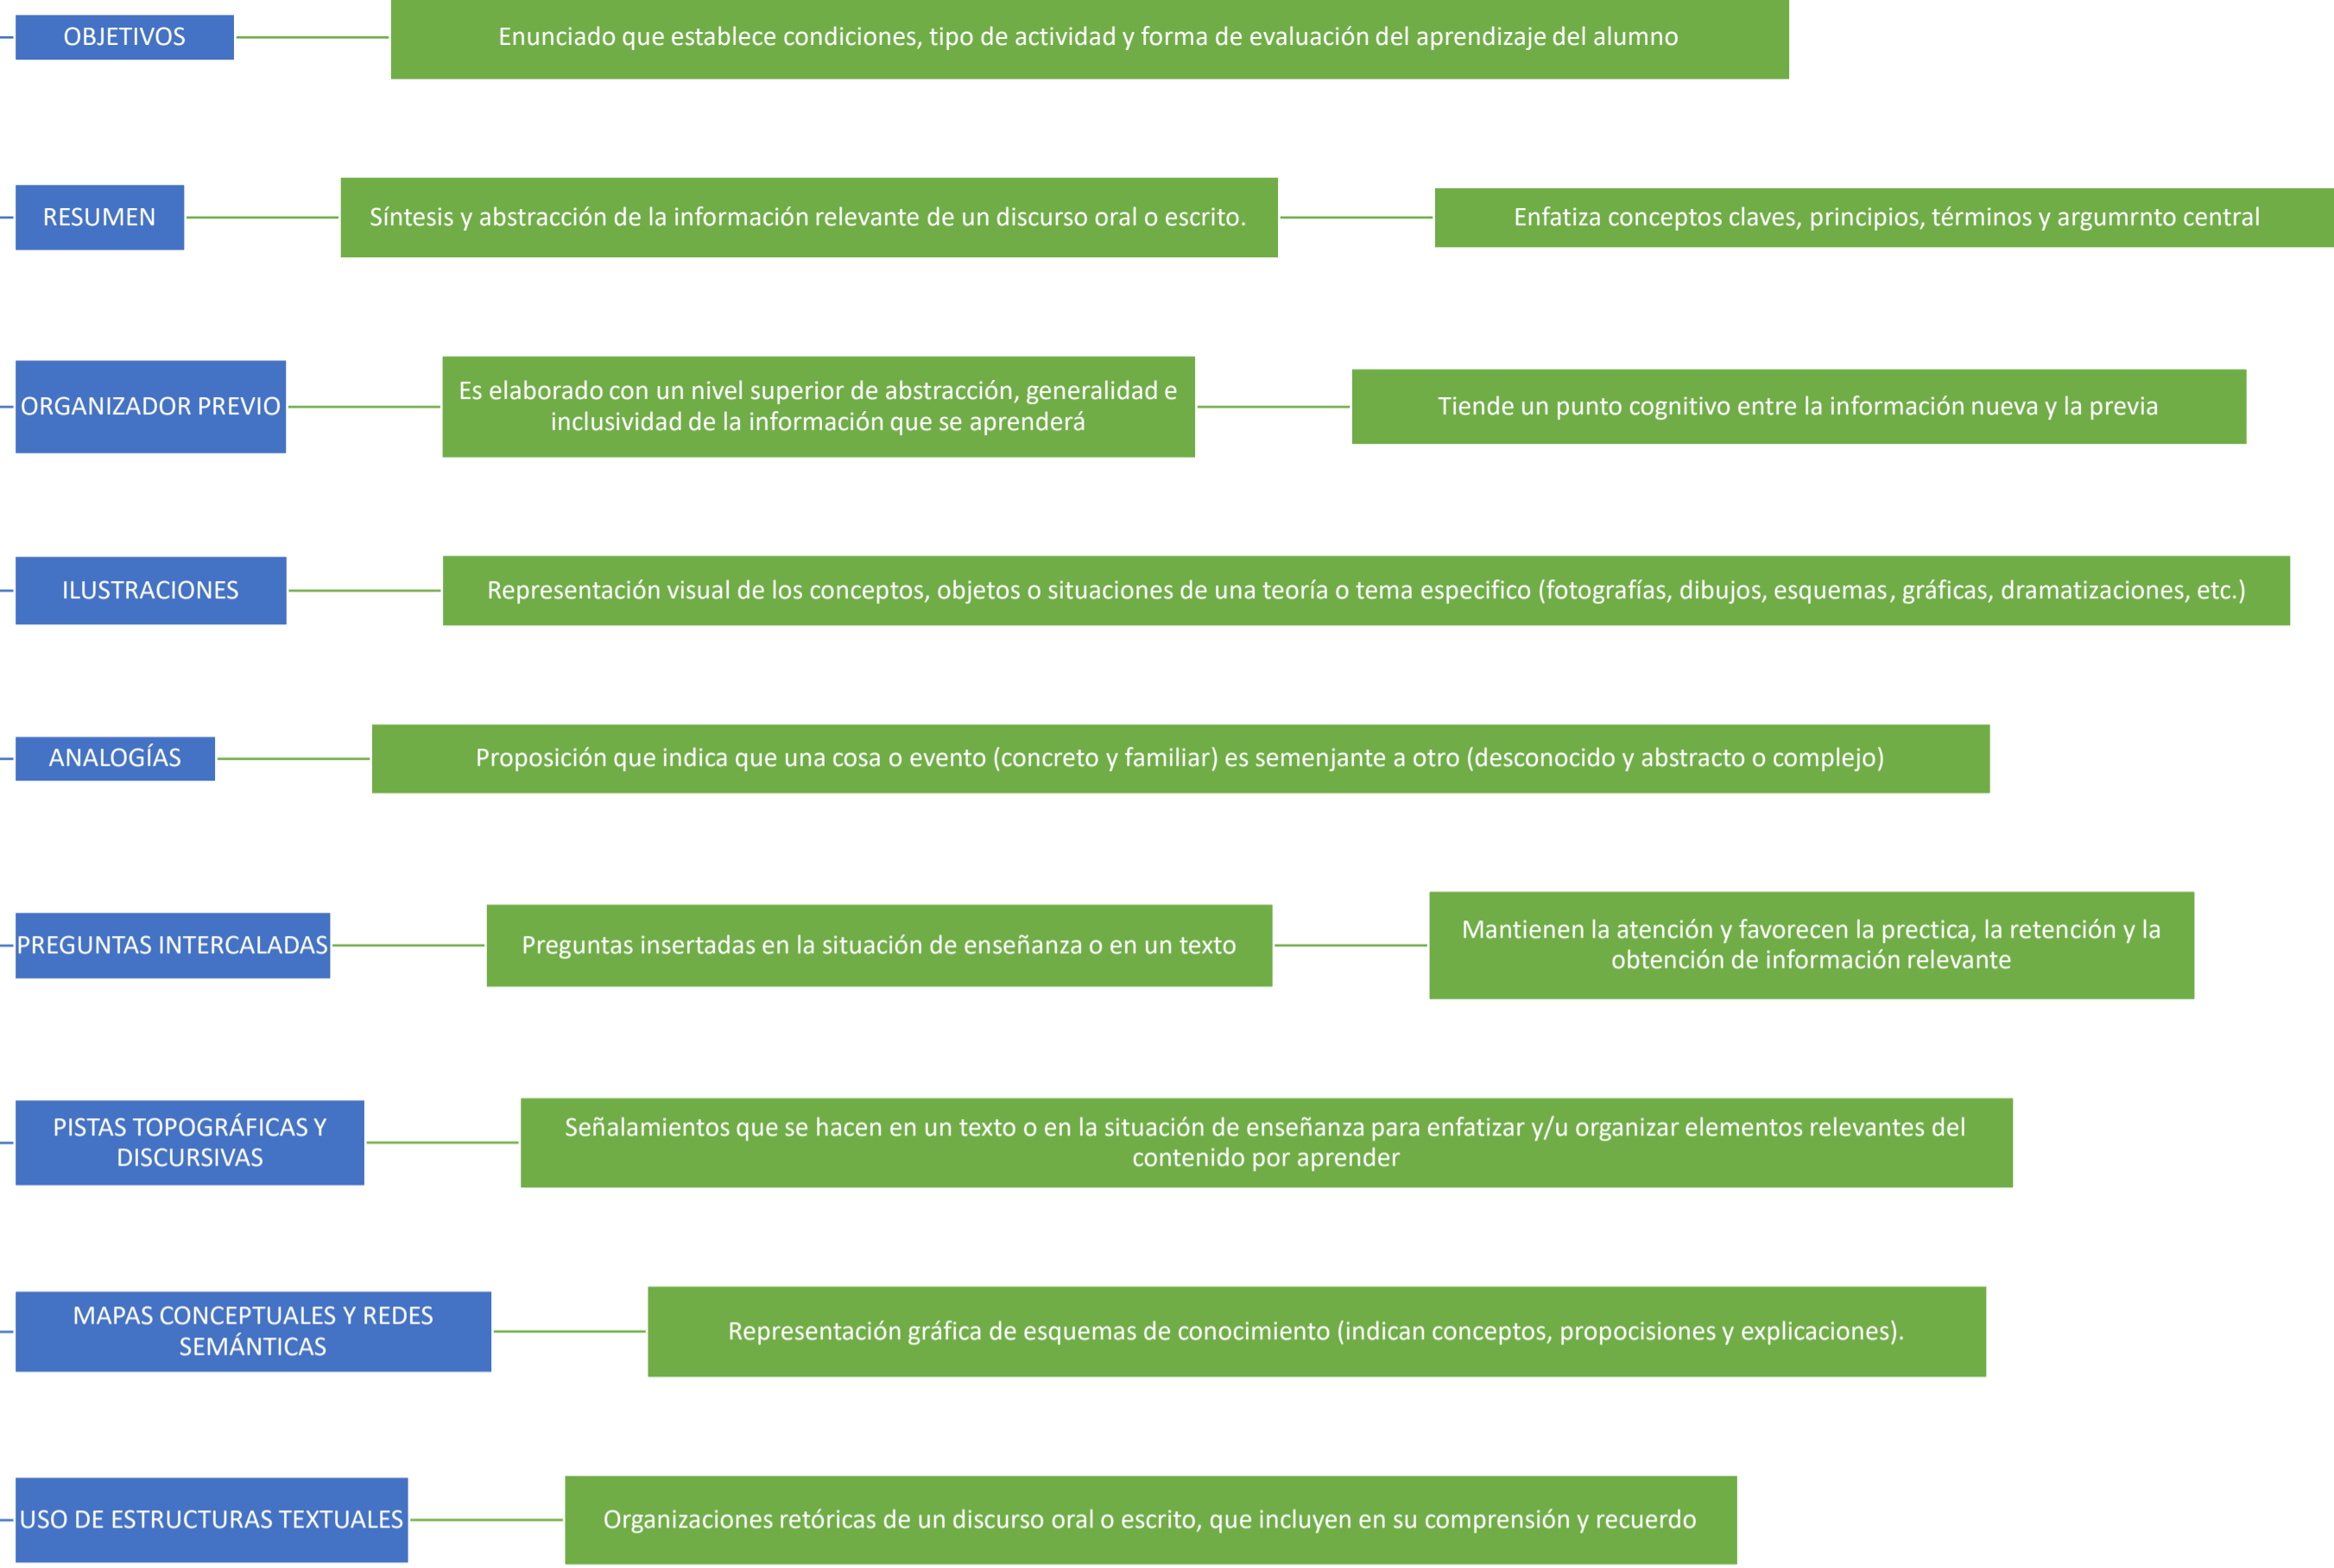 OBJETIVOS
Enunciado que establece condiciones, tipo de actividad y forma de evaluación del aprendizaje del alumno
RESUMEN
Síntesis y abstracción de la información relevante de un discurso oral o escrito.
Enfatiza conceptos claves, principios, términos y argumrnto central
ORGANIZADOR PREVIO
Es elaborado con un nivel superior de abstracción, generalidad e
inclusividad de la información que se aprenderá
Tiende un punto cognitivo entre la información nueva y la previa
ILUSTRACIONES
Representación visual de los conceptos, objetos o situaciones de una teoría o tema especifico (fotografías, dibujos, esquemas, gráficas, dramatizaciones, etc.)
ANALOGÍAS
Proposición que indica que una cosa o evento (concreto y familiar) es semenjante a otro (desconocido y abstracto o complejo)
PREGUNTAS INTERCALADAS
Preguntas insertadas en la situación de enseñanza o en un texto
Mantienen la atención y favorecen la prectica, la retención y la
obtención de información relevante
PISTAS TOPOGRÁFICAS Y
DISCURSIVAS
Señalamientos que se hacen en un texto o en la situación de enseñanza para enfatizar y/u organizar elementos relevantes del
contenido por aprender
MAPAS CONCEPTUALES Y REDES
SEMÁNTICAS
Representación gráfica de esquemas de conocimiento (indican conceptos, propocisiones y explicaciones).
USO DE ESTRUCTURAS TEXTUALES
Organizaciones retóricas de un discurso oral o escrito, que incluyen en su comprensión y recuerdo